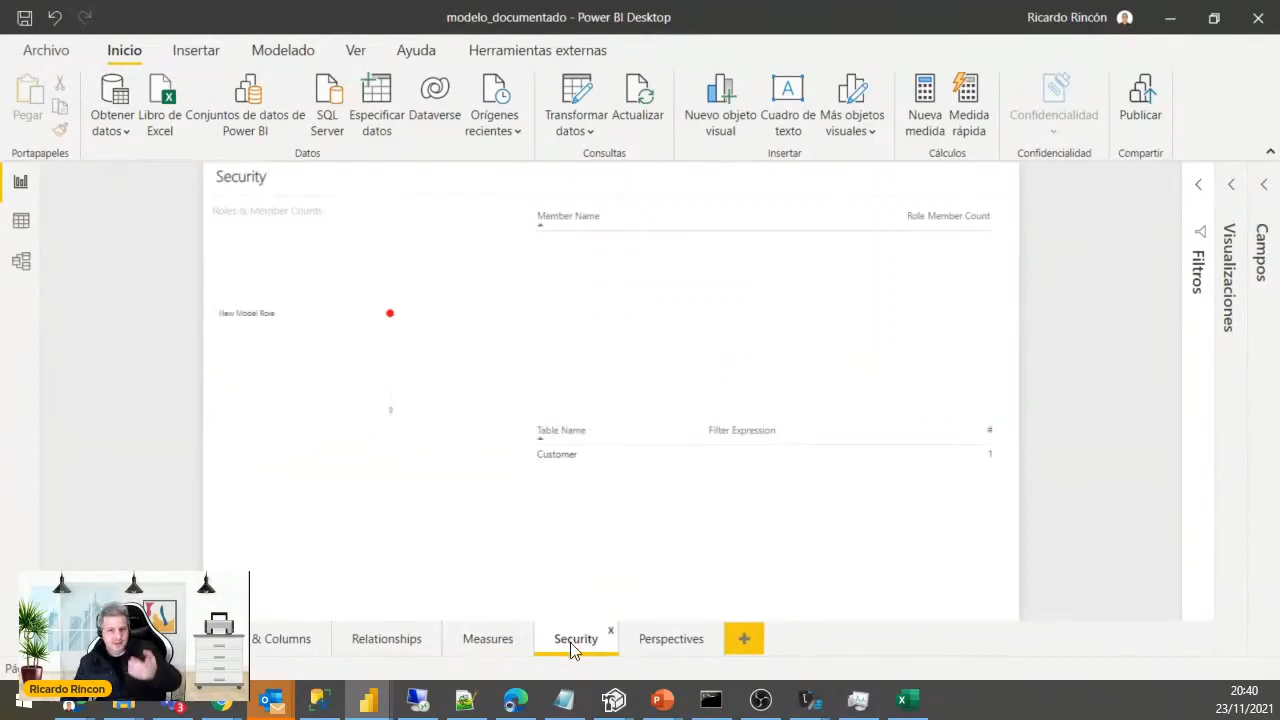 modelo_documentado - Power BI Desktop
Ricardo Rincón
Archivo
Inicio
Insertar
Modelado
Ver
Ayuda
Herramientas externas
Pegar
Obtener
datos
Libro de
Excel
Conjuntos de datos de
Power BI
SQL
Server
Especificar
datos
Dataverse
Orígenes
recientes
Transformar
datos
Actualizar
Nuevo objeto
visual
Cuadro de
texto
Más objetos
visuales
Nueva
medida
Medida
rápida
Confidencialidad
Publicar
Portapapeles
Datos
Consultas
Insertar
Cálculos
Confidencialidad
Compartir
Security
Roles & Member Counts
Member Name
Role Member Count
New Model Role
0
Table Name
Filter Expression
#
Customer
1
Filtros
Visualizaciones
Campos
& Columns
Relationships
Measures
Security
x
Perspectives
+
Ricardo Rincon
20:40
23/11/2021